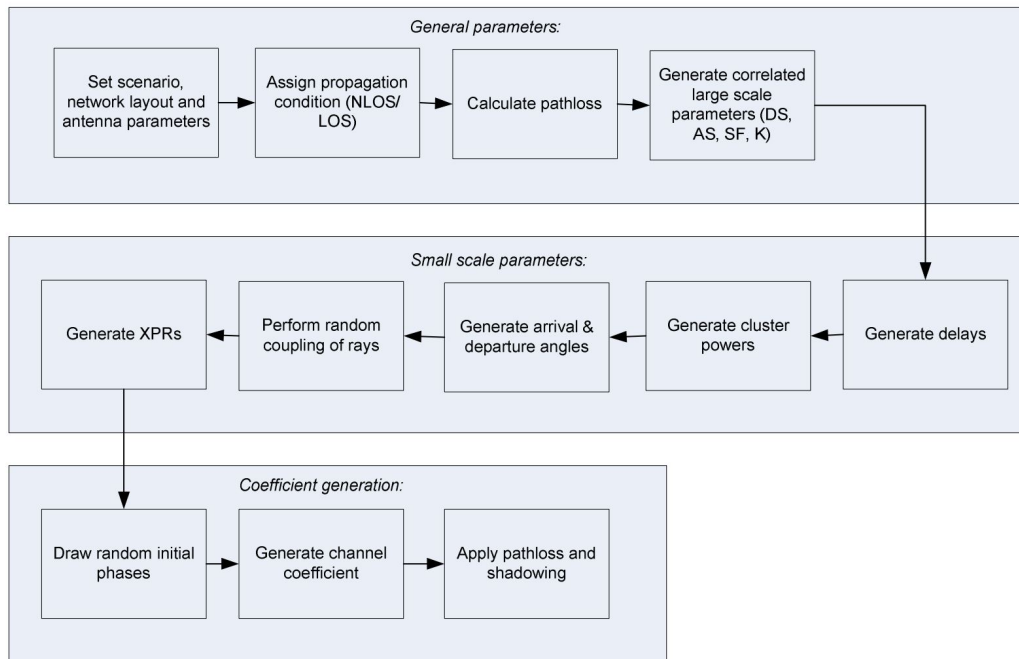 General parameters:
Set scenario,
network layout and
antenna parameters
Assign propagation
condition (NLOS/
LOS)
Calculate pathloss
Generate correlated
large scale
parameters (DS,
AS, SF, K)
Small scale parameters:
Generate XPRs
Perform random
coupling of rays
Generate arrival &
departure angles
Generate cluster
powers
Generate delays
Coefficient generation:
Draw random initial
phases
Generate channel
coefficient
Apply pathloss and
shadowing